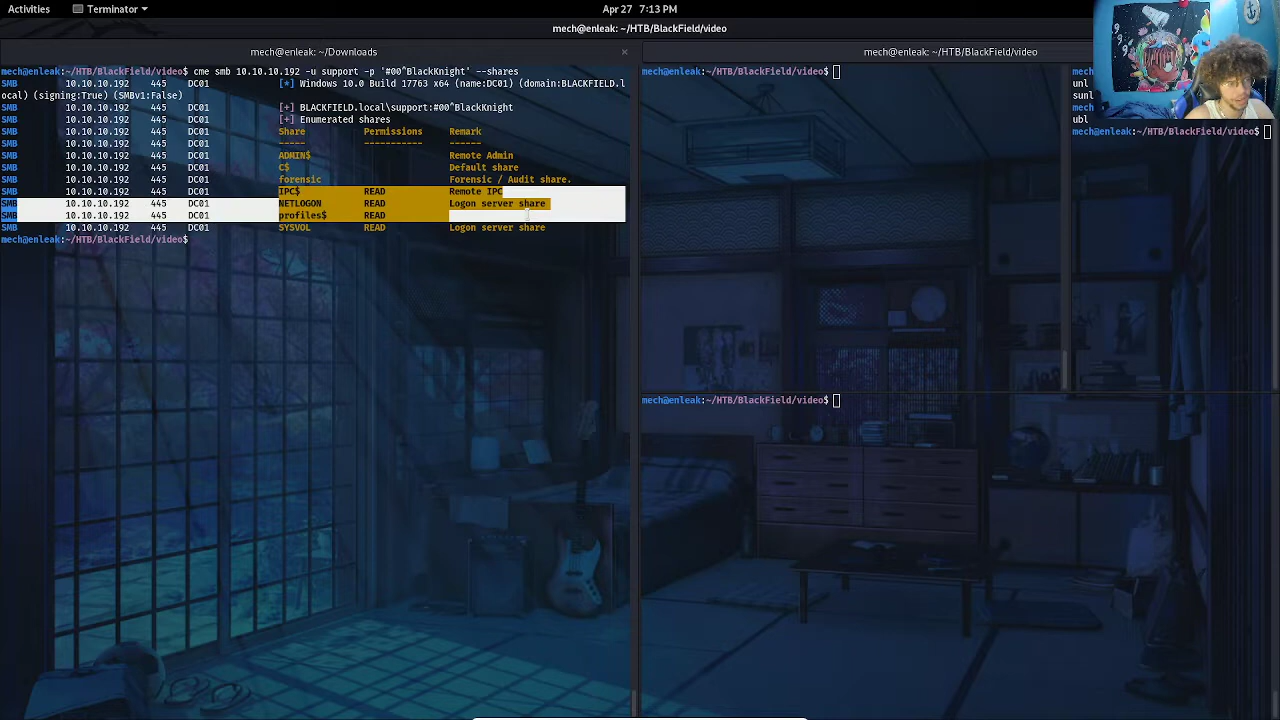 Activities Terminator Apr 27 7:13 PM
mech@enleak: ~/HTB/BlackField/video
mech@enleak: ~/Downloads
mech@enleak:~/HTB/BlackField/video$ cme smb 10.10.10.192 -u support -p '#00^BlackKnight' --shares
SMB 10.10.10.192 445 DC01 [*] Windows 10.0 Build 17763 x64 (name:DC01) (domain:BLACKFIELD.l
ocal) (signing:True) (SMBv1:False)
SMB 10.10.10.192 445 DC01 [+] BLACKFIELD.local\support:#00^BlackKnight
SMB 10.10.10.192 445 DC01 [+] Enumerated shares
SMB 10.10.10.192 445 DC01 Share Permissions Remark
SMB 10.10.10.192 445 DC01 ----- ----------- ------
SMB 10.10.10.192 445 DC01 ADMIN$ Remote Admin
SMB 10.10.10.192 445 DC01 C$ Default share
SMB 10.10.10.192 445 DC01 forensic Forensic / Audit share.
SMB 10.10.10.192 445 DC01 IPC$ READ Remote IPC
SMB 10.10.10.192 445 DC01 NETLOGON READ Logon server share
SMB 10.10.10.192 445 DC01 profiles$ READ
SMB 10.10.10.192 445 DC01 SYSVOL READ Logon server share
mech@enleak:~/HTB/BlackField/video$
mech@enleak: ~/HTB/BlackField/video
mech@enleak:~/HTB/BlackField/video$
mech@enleak:~/HTB/BlackField/video$
unl
sunl
mech
ubl
mech@enleak:~/HTB/BlackField/video$